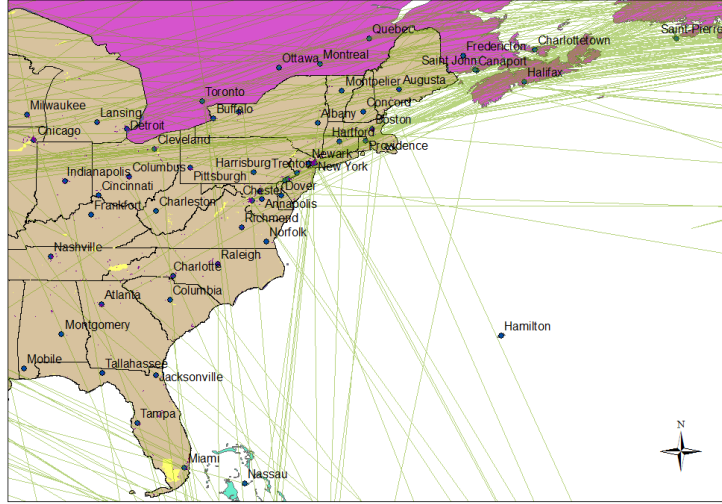 Quebec
Ottawa
Montreal
Fredericton
Charlottetown
Saint-Pierre
Saint John
Canaport
Halifax
Toronto
Montpelier
Augusta
Milwaukee
Lansing
Buffalo
Albany
Concord
Chicago
Detroit
Boston
Cleveland
Hartford
Providence
Indianapolis
Columbus
Harrisburg
Trenton
Newark
New York
Cincinnati
Pittsburgh
Chester
Dover
Frankfort
Charleston
Annapolis
Richmond
Norfolk
Nashville
Raleigh
Charlotte
Atlanta
Columbia
Montgomery
Hamilton
Mobile
Tallahassee
Jacksonville
Tampa
N
Miami
Nassau